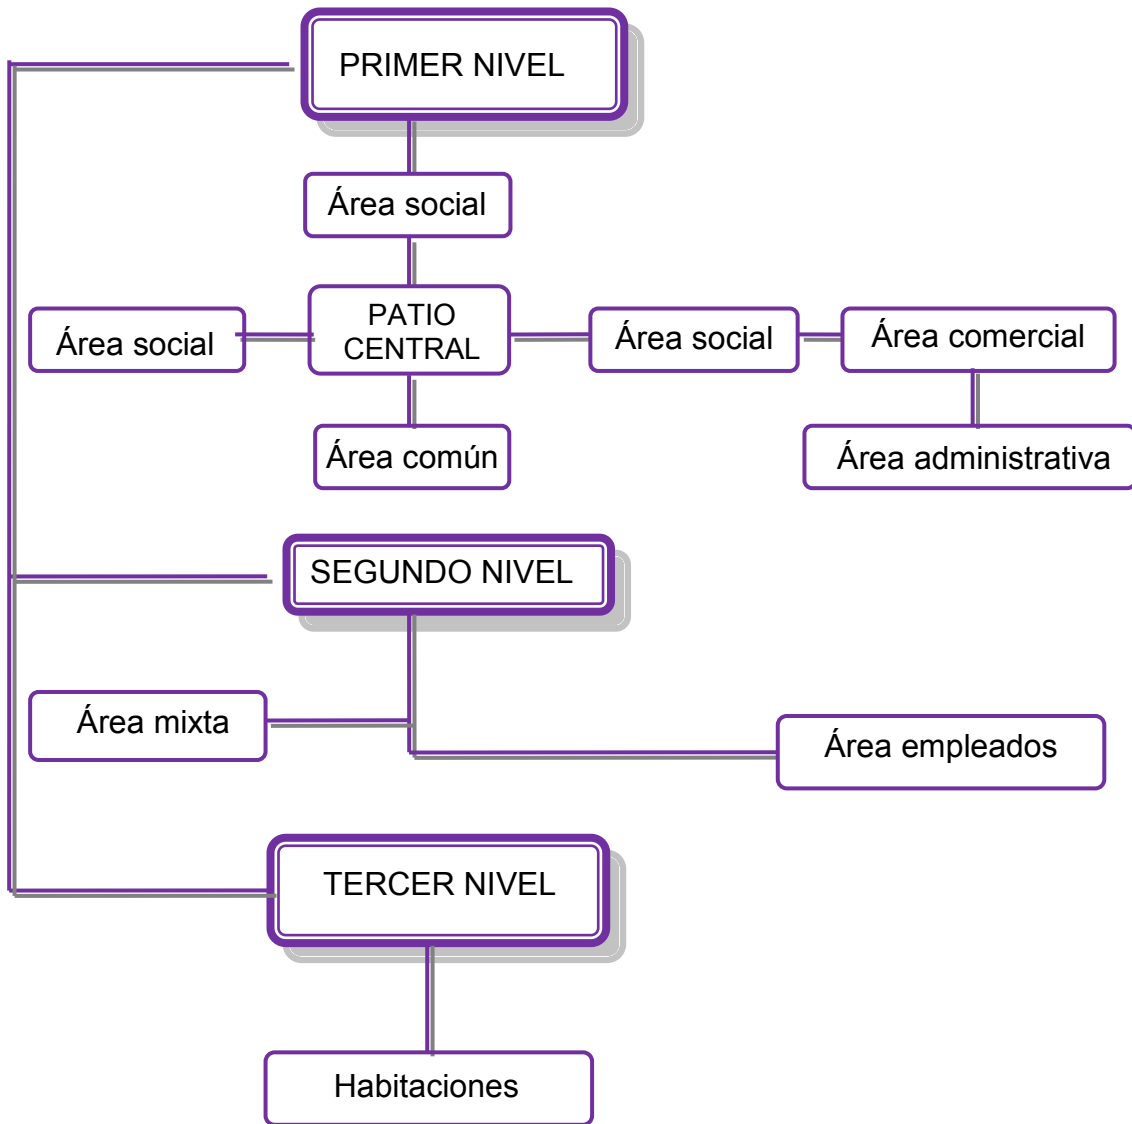 PRIMER NIVEL
Área social
PATIO
CENTRAL
Área social
Área social
Área comercial
Área común
Área administrativa
SEGUNDO NIVEL
Área mixta
Área empleados
TERCER NIVEL
Habitaciones